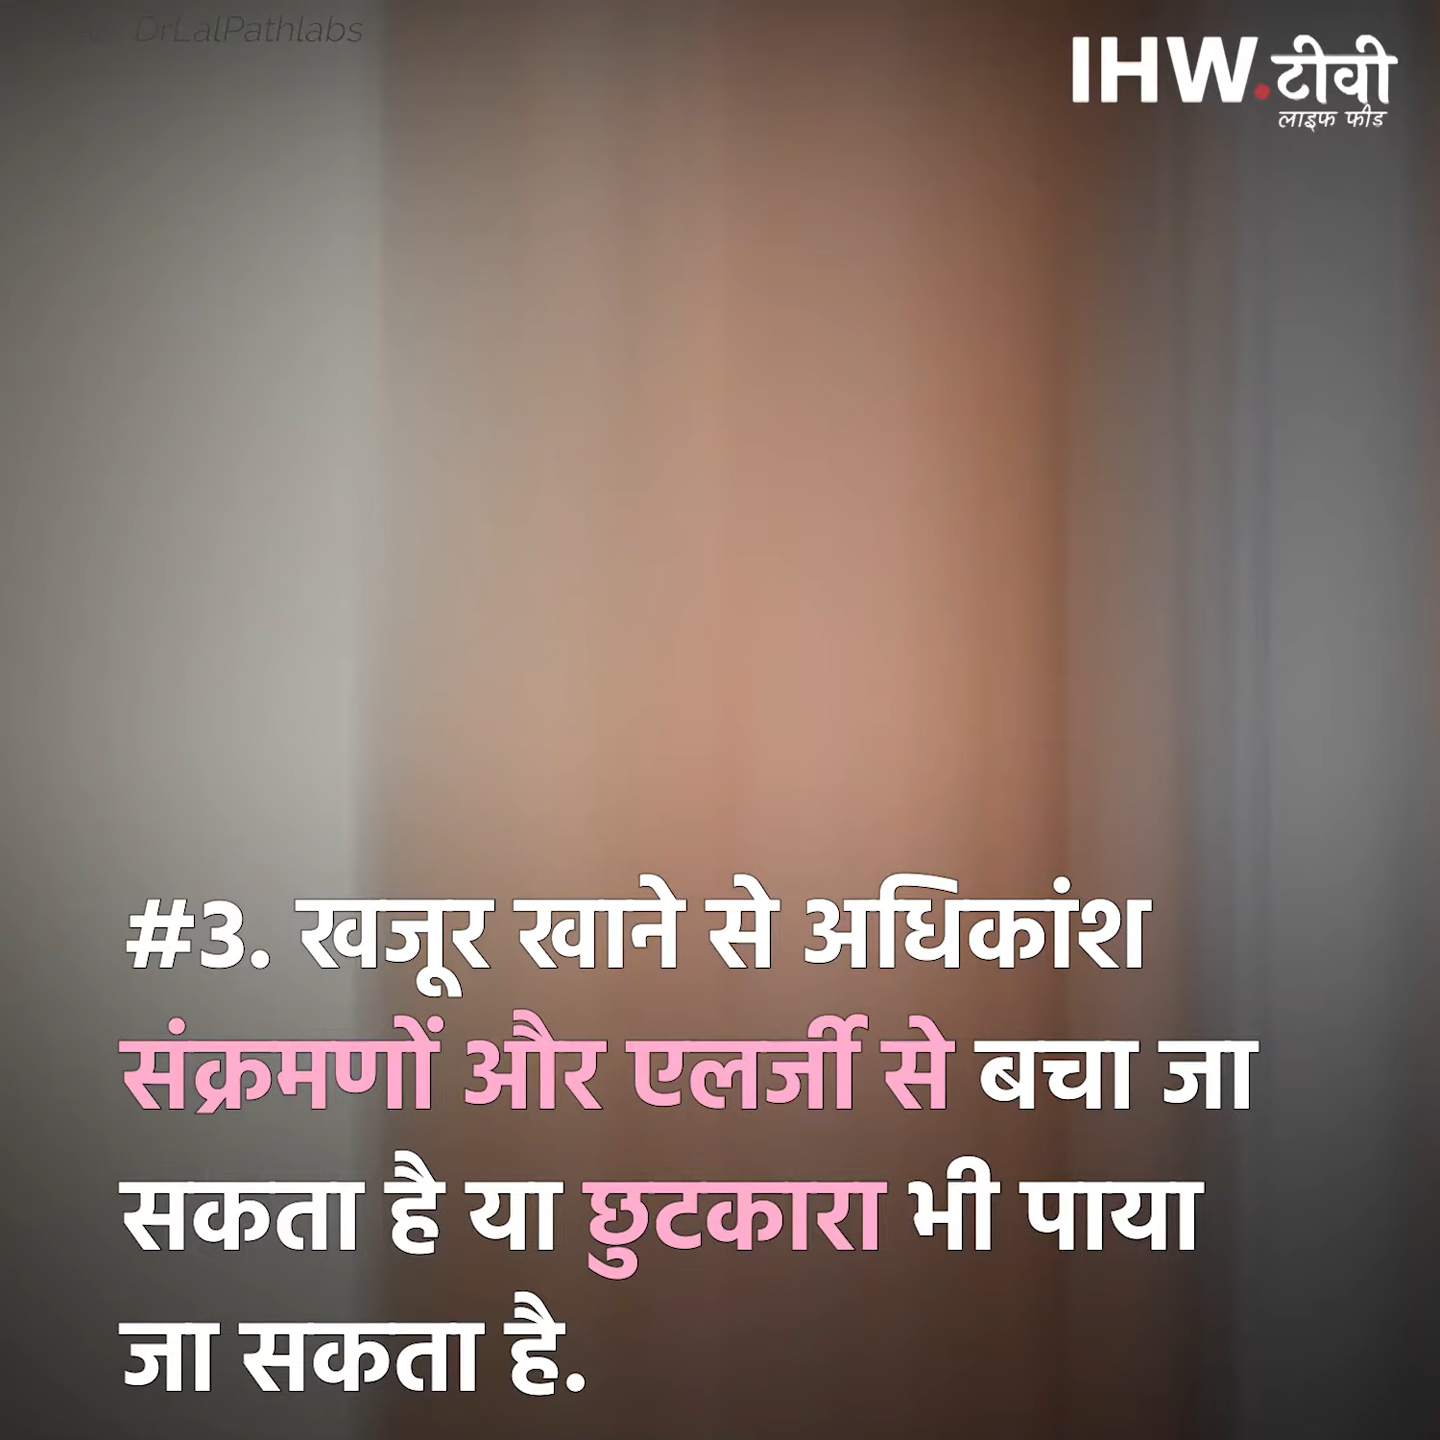 DrLalPathlabs
IHW.टीवी
लाइफ फीड
#3. खजूर खाने से अधिकांश
संक्रमणों और एलर्जी से बचा जा
सकता है या छुटकारा भी पाया
जा सकता है.